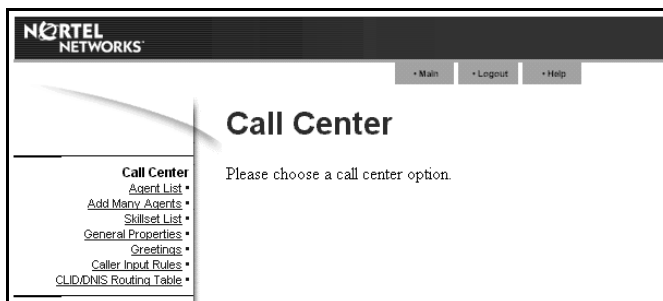 NORTEL
NETWORKS
• Main • Logout • Help
Call Center
Please choose a call center option.
Call Center
Agent List •
Add Many Agents •
Skillset List •
General Properties •
Greetings •
Caller Input Rules •
CLID/DNIS Routing Table •